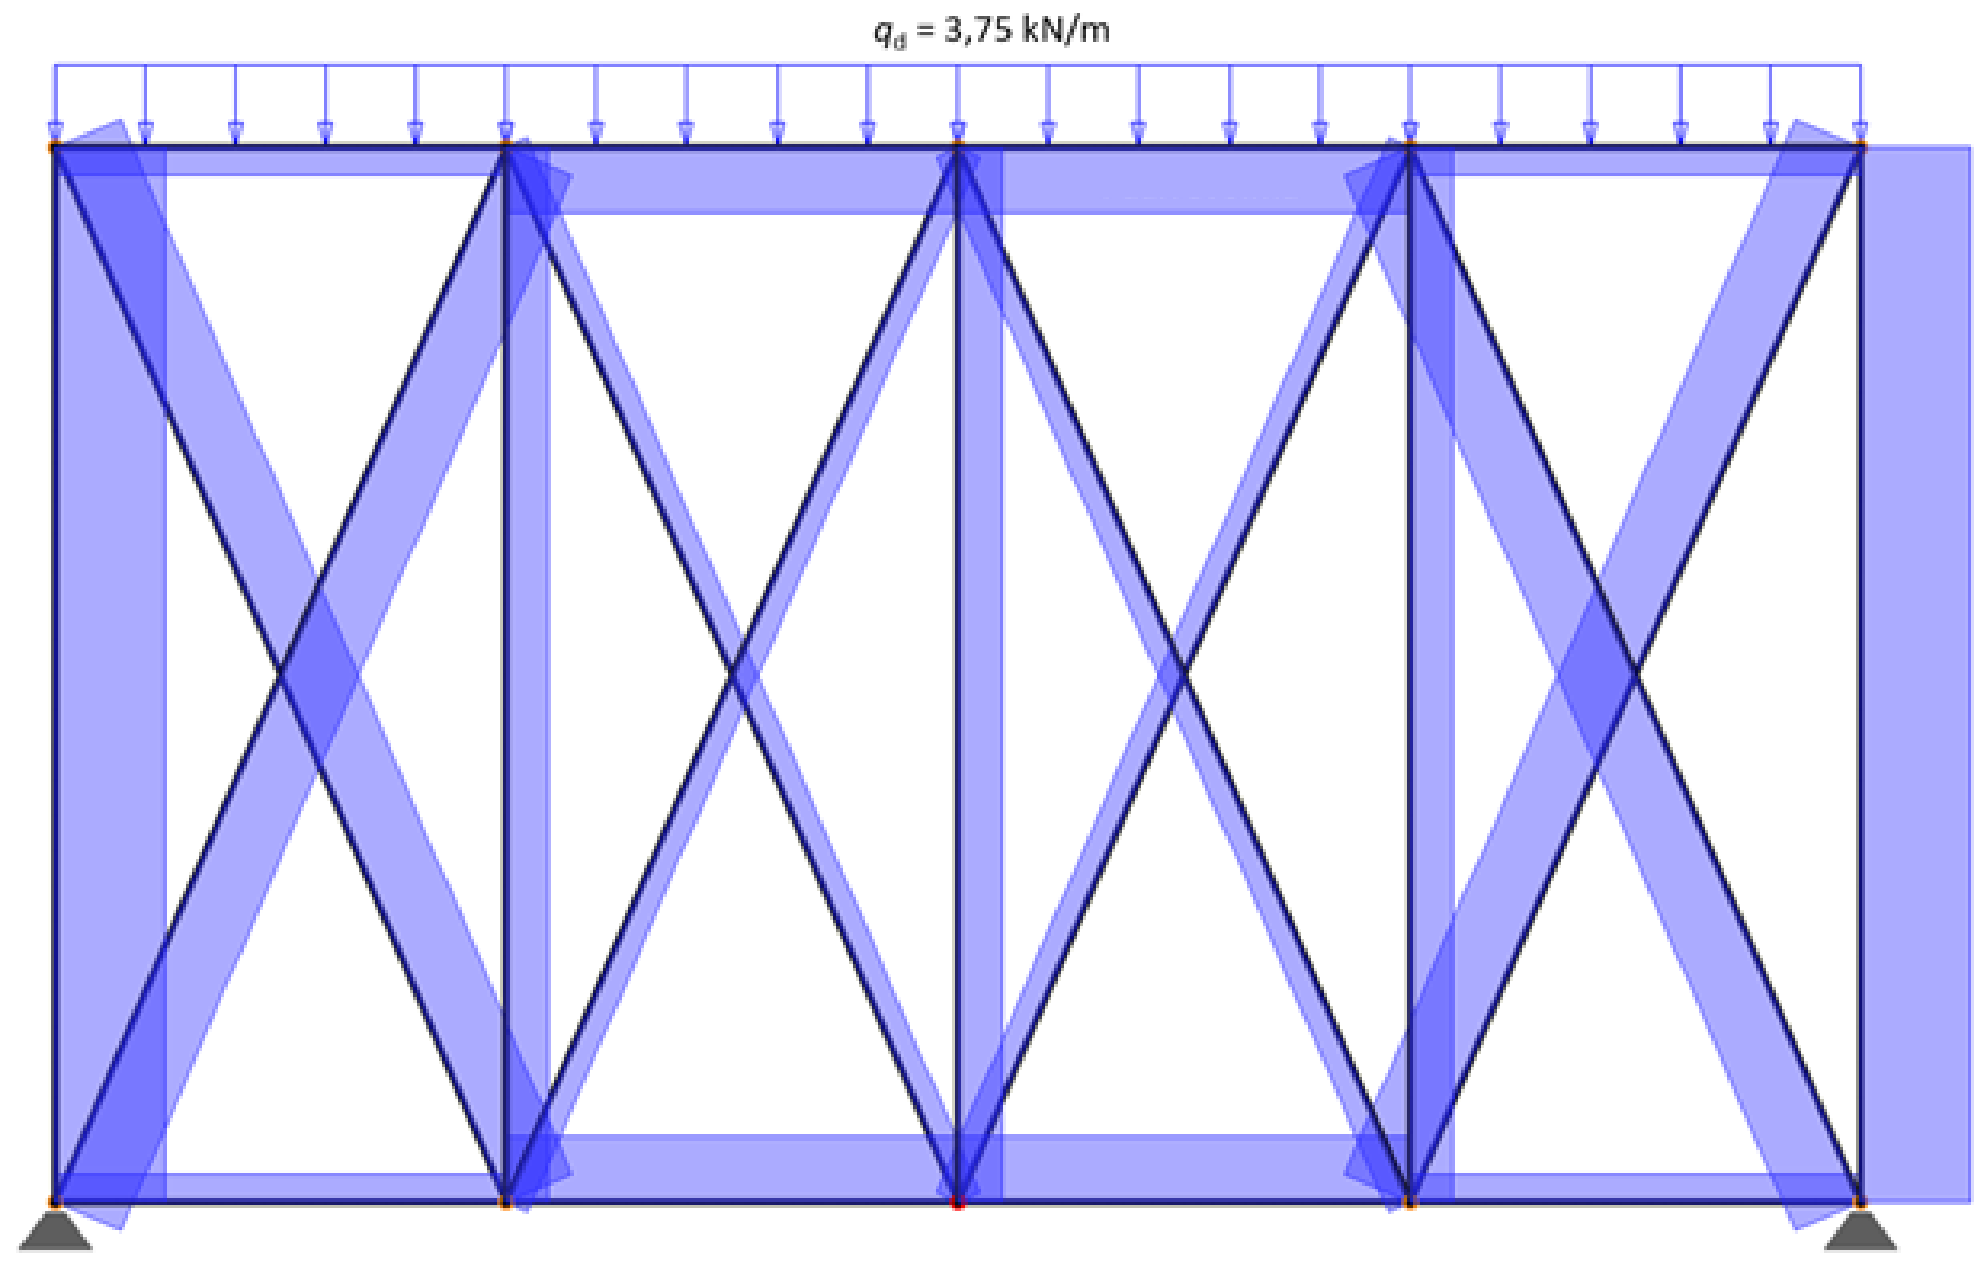 q_d = 3,75 kN/m